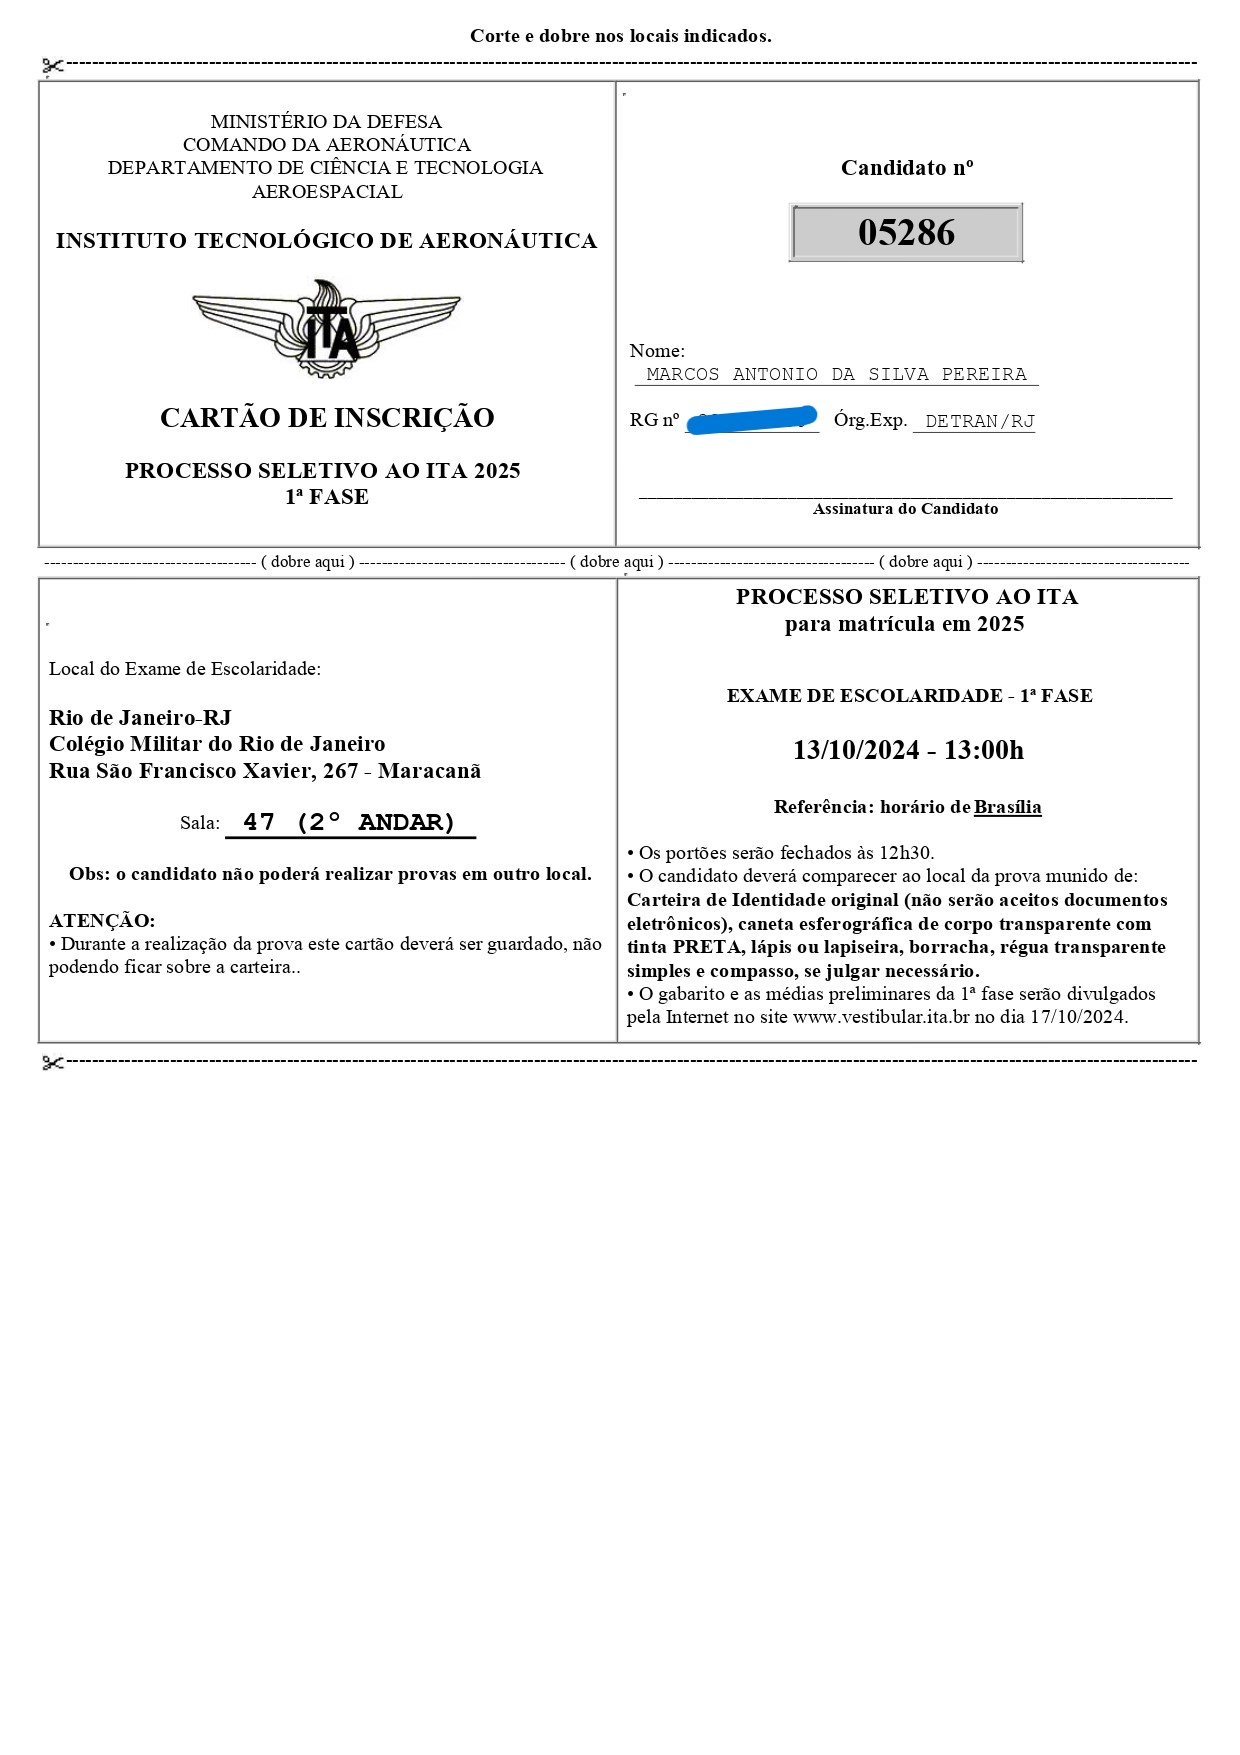 Corte e dobre nos locais indicados.
MINISTÉRIO DA DEFESA
COMANDO DA AERONÁUTICA
DEPARTAMENTO DE CIÊNCIA E TECNOLOGIA
AEROESPACIAL
INSTITUTO TECNOLÓGICO DE AERONÁUTICA
ITA
CARTÃO DE INSCRIÇÃO
PROCESSO SELETIVO AO ITA 2025
1ª FASE
Candidato nº
05286
Nome:
MARCOS ANTONIO DA SILVA PEREIRA
RG nº Órg.Exp. DETRAN/RJ
Assinatura do Candidato
( dobre aqui ) ( dobre aqui ) ( dobre aqui )
Local do Exame de Escolaridade:
Rio de Janeiro-RJ
Colégio Militar do Rio de Janeiro
Rua São Francisco Xavier, 267 - Maracanã
Sala: 47 (2° ANDAR)
Obs: o candidato não poderá realizar provas em outro local.
ATENÇÃO:
• Durante a realização da prova este cartão deverá ser guardado, não
podendo ficar sobre a carteira..
PROCESSO SELETIVO AO ITA
para matrícula em 2025
EXAME DE ESCOLARIDADE - 1ª FASE
13/10/2024 - 13:00h
Referência: horário de Brasília
• Os portões serão fechados às 12h30.
• O candidato deverá comparecer ao local da prova munido de:
Carteira de Identidade original (não serão aceitos documentos
eletrônicos), caneta esferográfica de corpo transparente com
tinta PRETA, lápis ou lapiseira, borracha, régua transparente
simples e compasso, se julgar necessário.
• O gabarito e as médias preliminares da 1ª fase serão divulgados
pela Internet no site www.vestibular.ita.br no dia 17/10/2024.